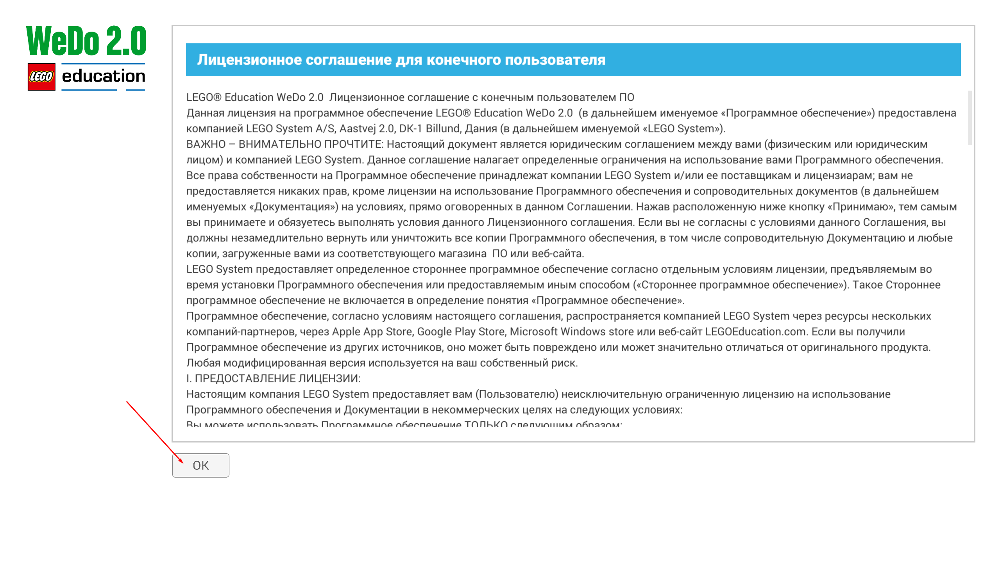 WeDo 2.0
LEGO education
Лицензионное соглашение для конечного пользователя
LEGO® Education WeDo 2.0  Лицензионное соглашение с конечным пользователем ПО
Данная лицензия на программное обеспечение LEGO® Education WeDo 2.0  (в дальнейшем именуемое «Программное обеспечение») предоставлена
компанией LEGO System A/S, Aastvej 2.0, DK-1 Billund, Дания (в дальнейшем именуемой «LEGO System»).
ВАЖНО – ВНИМАТЕЛЬНО ПРОЧТИТЕ: Настоящий документ является юридическим соглашением между вами (физическим или юридическим
лицом) и компанией LEGO System. Данное соглашение налагает определенные ограничения на использование вами Программного обеспечения.
Все права собственности на Программное обеспечение принадлежат компании LEGO System и/или ее поставщикам и лицензиарам; вам не
предоставляется никаких прав, кроме лицензии на использование Программного обеспечения и сопроводительных документов (в дальнейшем
именуемых «Документация») на условиях, прямо оговоренных в данном Соглашении. Нажав расположенную ниже кнопку «Принимаю», тем самым
вы принимаете и обязуетесь выполнять условия данного Лицензионного соглашения. Если вы не согласны с условиями данного Соглашения, вы
должны незамедлительно вернуть или уничтожить все копии Программного обеспечения, в том числе сопроводительную Документацию и любые
копии, загруженные вами из соответствующего магазина  ПО или веб-сайта.
LEGO System предоставляет определенное стороннее программное обеспечение согласно отдельным условиям лицензии, предъявляемым во
время установки Программного обеспечения или предоставляемым иным способом («Стороннее программное обеспечение»). Такое Стороннее
программное обеспечение не включается в определение понятия «Программное обеспечение».
Программное обеспечение, согласно условиям настоящего соглашения, распространяется компанией LEGO System через ресурсы нескольких
компаний-партнеров, через Apple App Store, Google Play Store, Microsoft Windows store или веб-сайт LEGOEducation.com. Если вы получили
Программное обеспечение из других источников, оно может быть повреждено или может значительно отличаться от оригинального продукта.
Любая модифицированная версия используется на ваш собственный риск.
I. ПРЕДОСТАВЛЕНИЕ ЛИЦЕНЗИИ:
Настоящим компания LEGO System предоставляет вам (Пользователю) неисключительную ограниченную лицензию на использование
Программного обеспечения и Документации в некоммерческих целях на следующих условиях:
Вы можете использовать Программное обеспечение ТОЛЬКО следующим образом:
OK